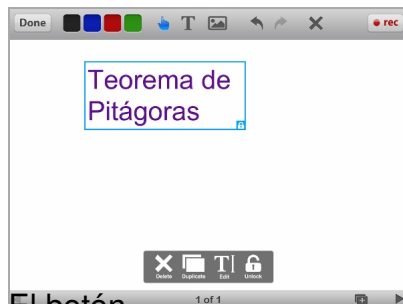 Done
T
rec
Teorema de
Pitágoras
Delete Duplicate Edit Unlock
1 of 1
El botón